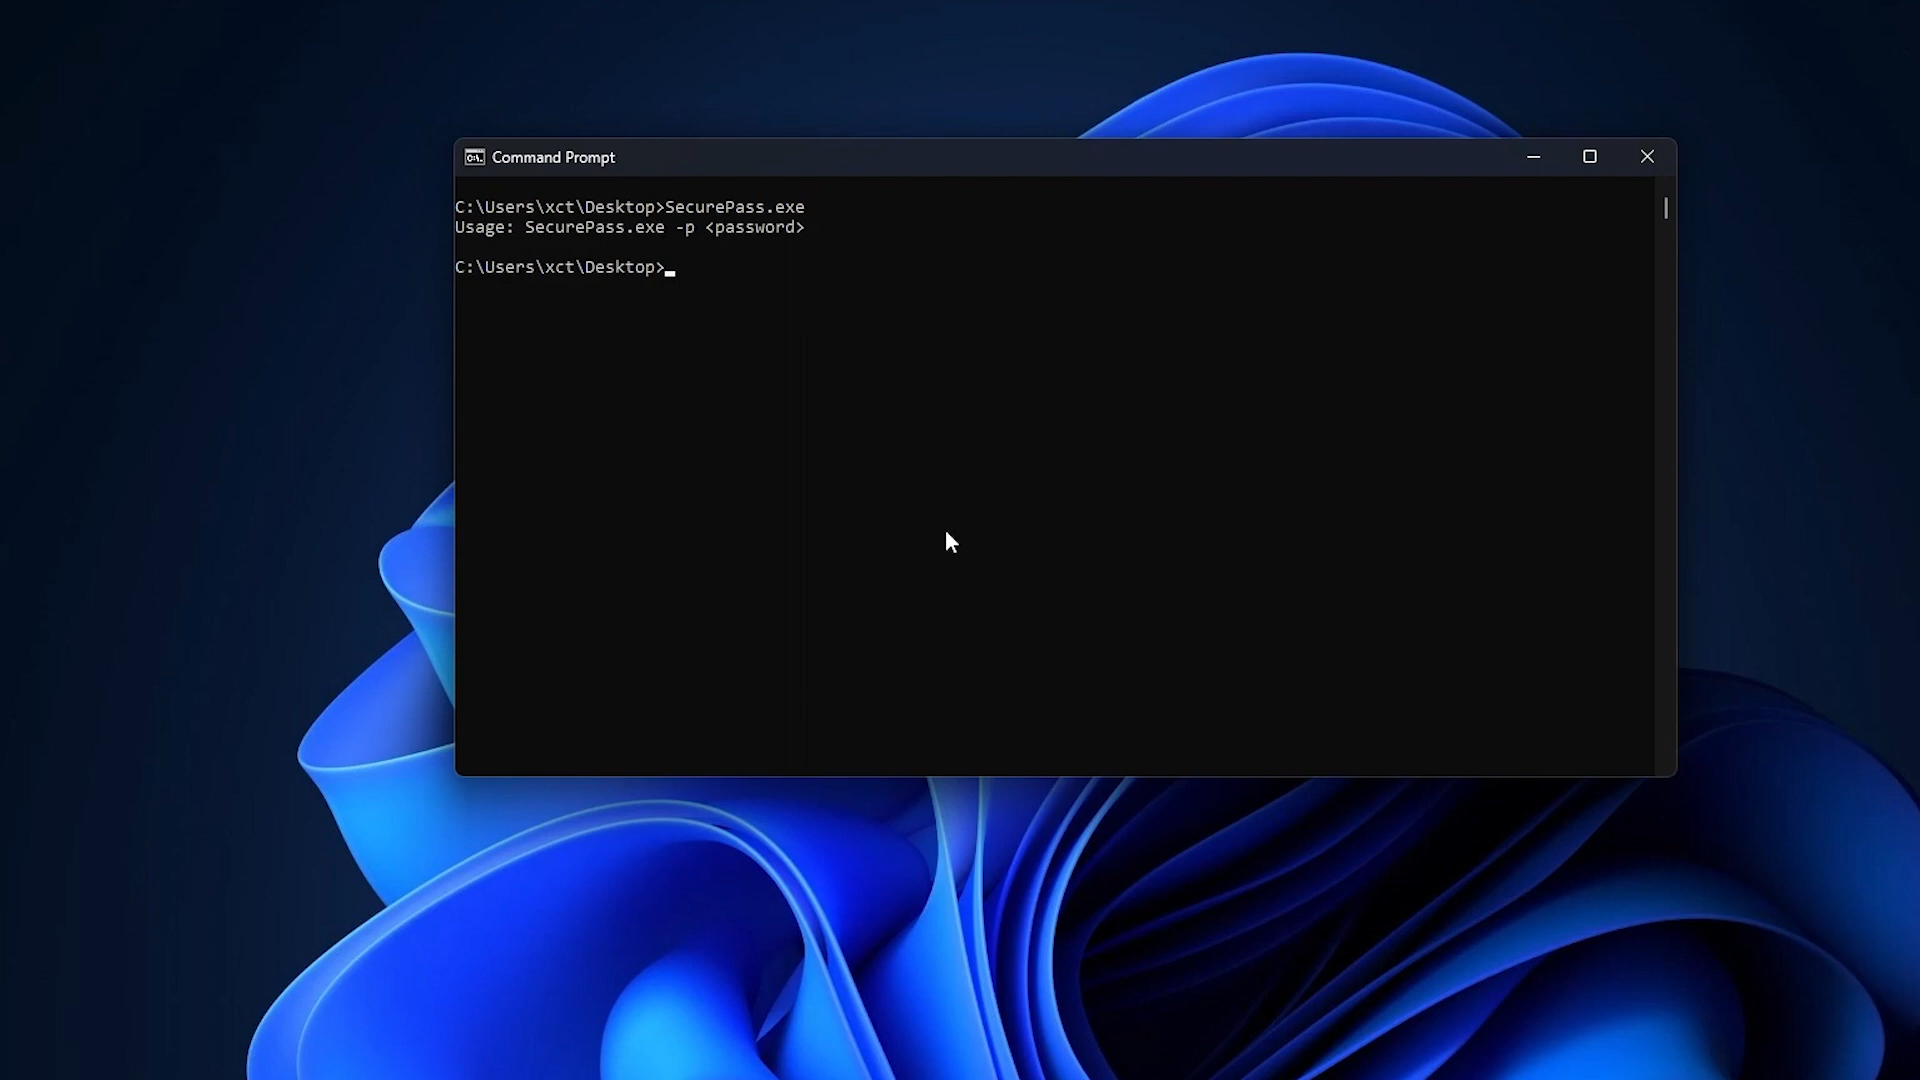 Command Prompt
C:\Users\xct\Desktop>SecurePass.exe
Usage: SecurePass.exe -p <password>
C:\Users\xct\Desktop>